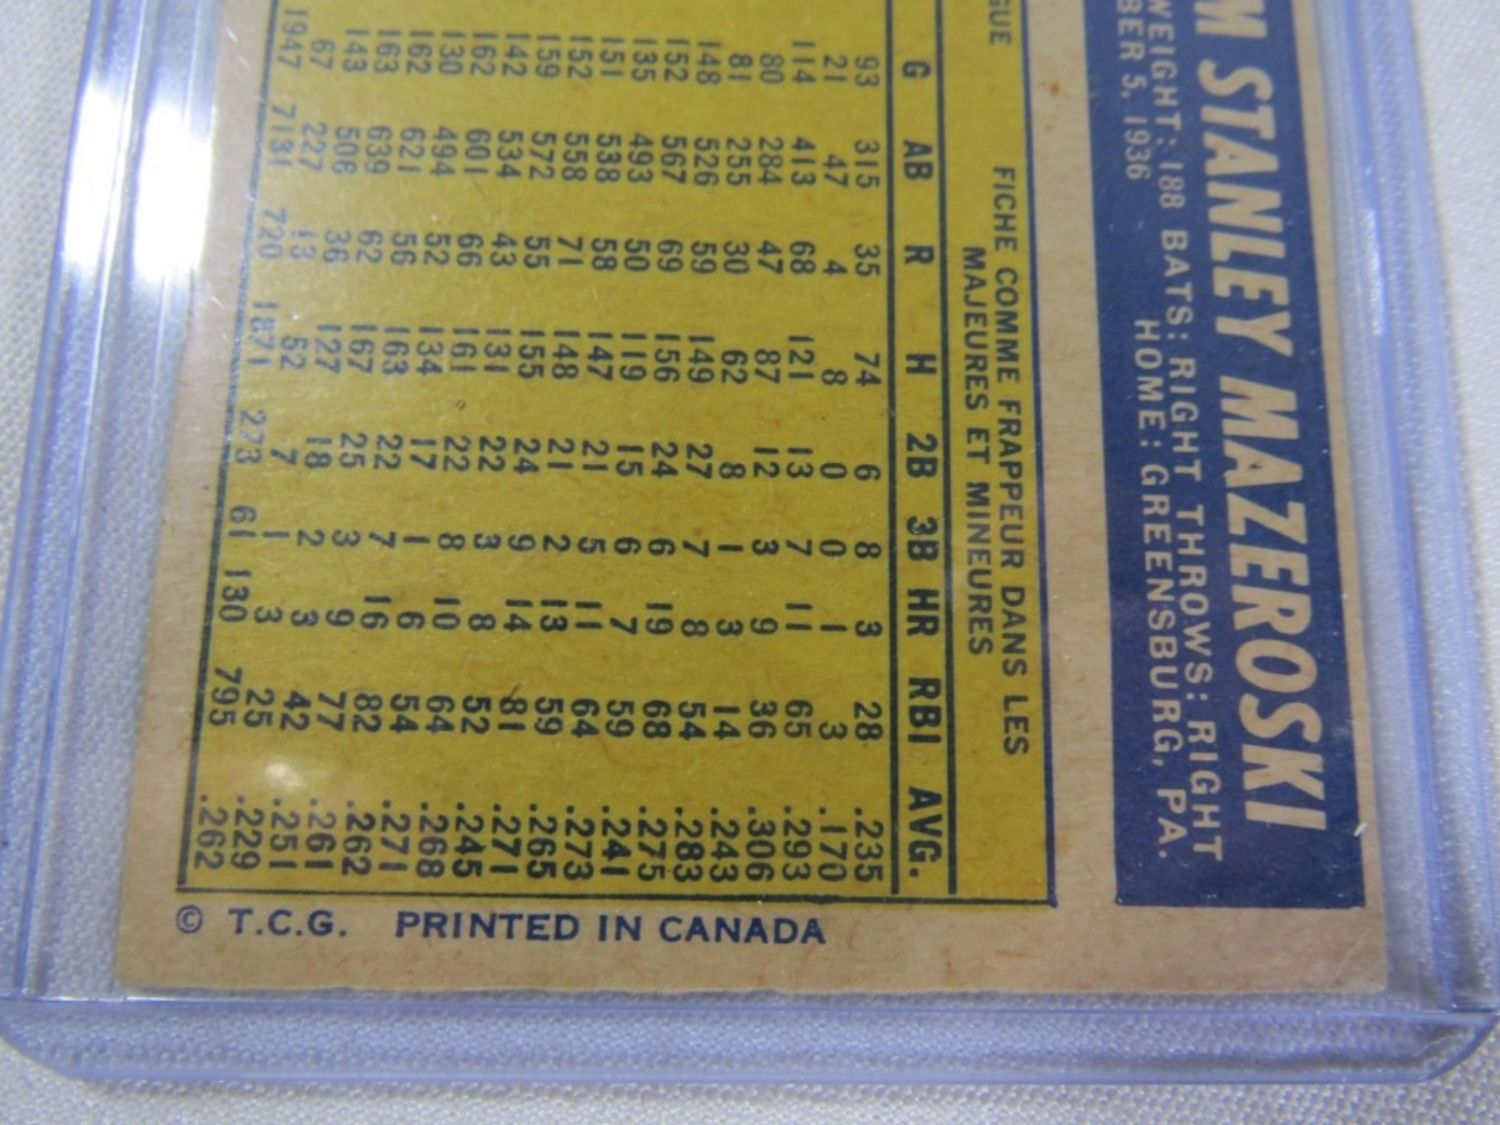 M STANLEY MAZEROSKI
WEIGHT: 188 BATS: RIGHT THROWS: RIGHT
BER 5, 1936 HOME: GREENSBURG, PA.
GUE FICHE COMME FRAPPEUR DANS LES
MAJEURES ET MINEURES
G AB R H 2B 3B HR RBI AVG.
93 315 35 74 6 8 3 28 .235
21 47 4 8 0 0 1 3 .170
114 413 68 121 13 7 11 65 .293
80 284 47 87 12 3 9 36 .306
81 255 30 62 8 1 3 14 .243
148 526 59 149 27 7 8 54 .283
152 567 69 156 24 6 19 68 .275
135 493 50 119 15 6 7 59 .241
151 538 58 147 21 5 11 64 .273
152 558 71 148 21 2 13 59 .265
159 572 55 155 24 9 14 81 .271
142 534 43 131 22 3 8 52 .245
162 601 66 161 22 8 10 64 .268
130 494 52 134 17 1 6 54 .271
162 621 56 163 22 7 16 82 .262
163 639 62 167 25 3 9 77 .261
143 506 36 127 18 2 3 42 .251
67 227 13 52 7 1 3 25 .229
1947 7131 720 1871 273 61 130 795 .262
© T.C.G. PRINTED IN CANADA